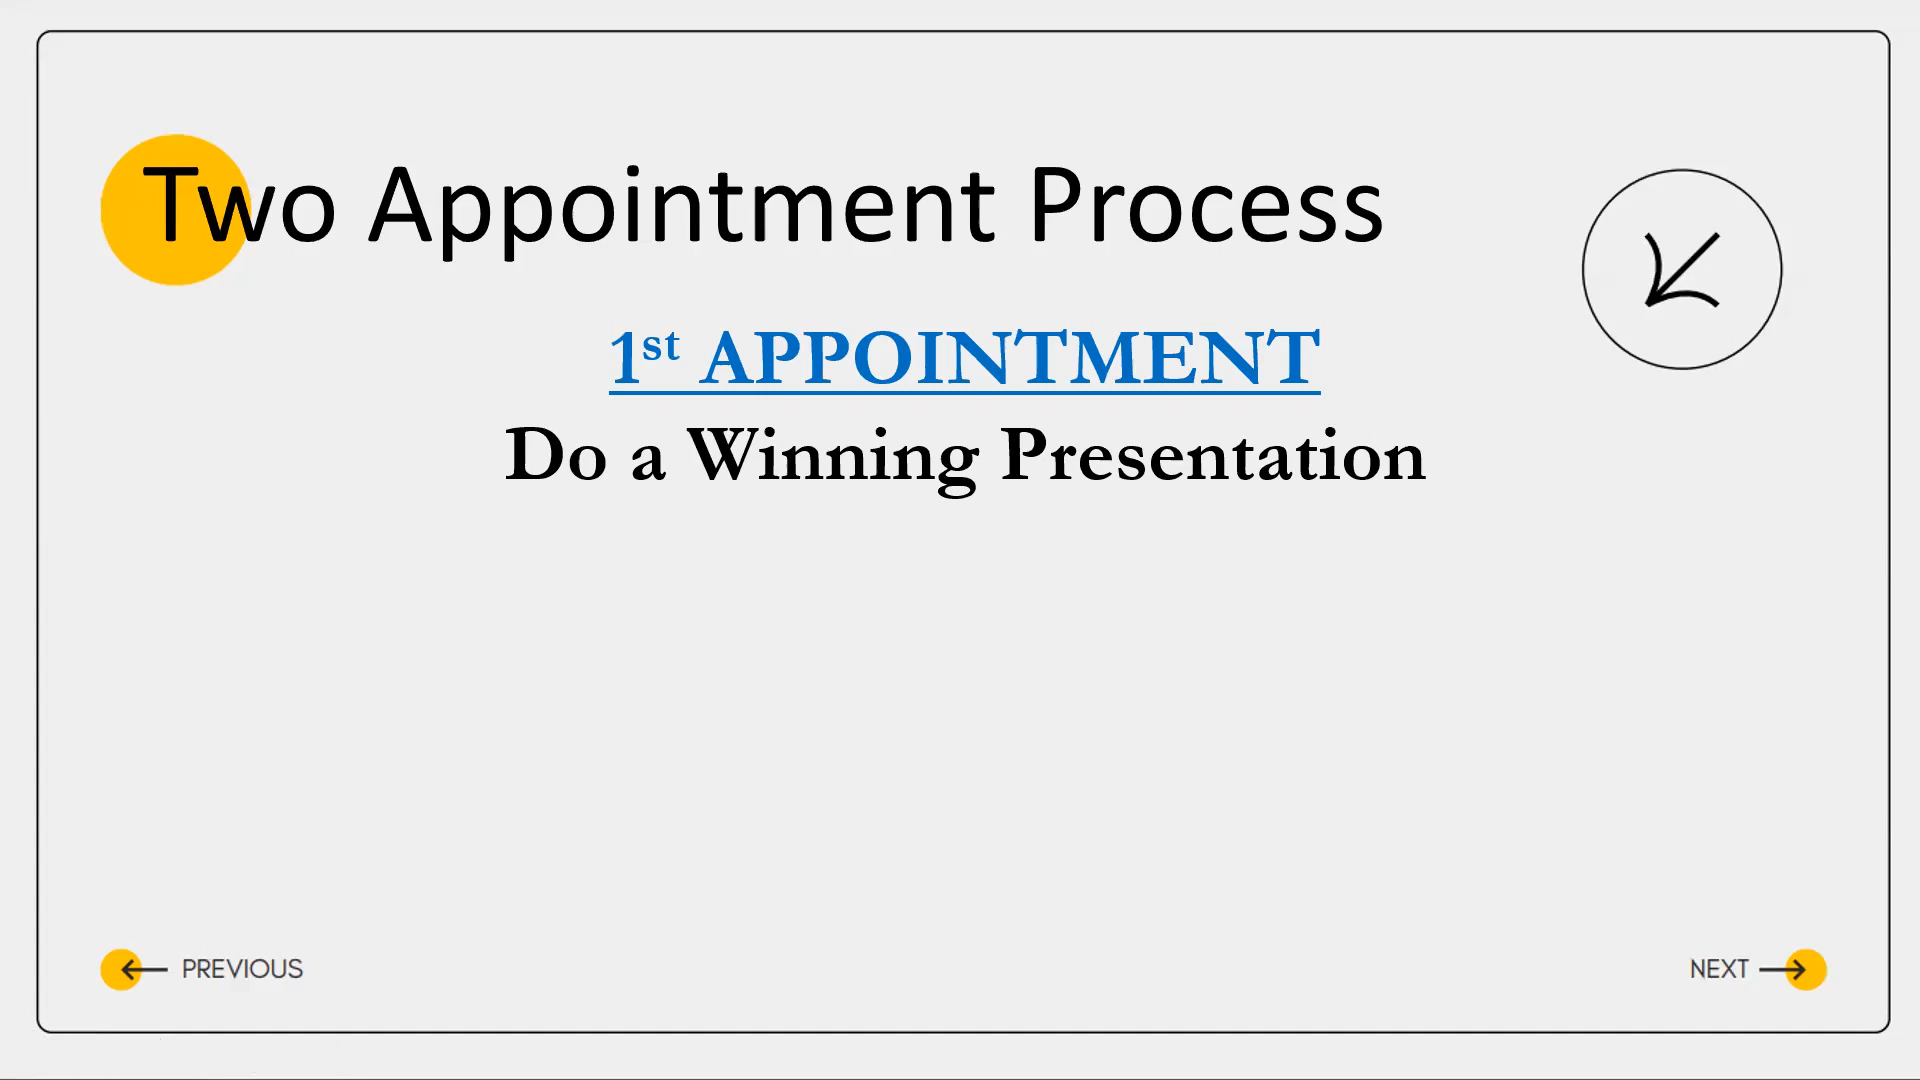 Two Appointment Process
1st APPOINTMENT
Do a Winning Presentation
PREVIOUS
NEXT